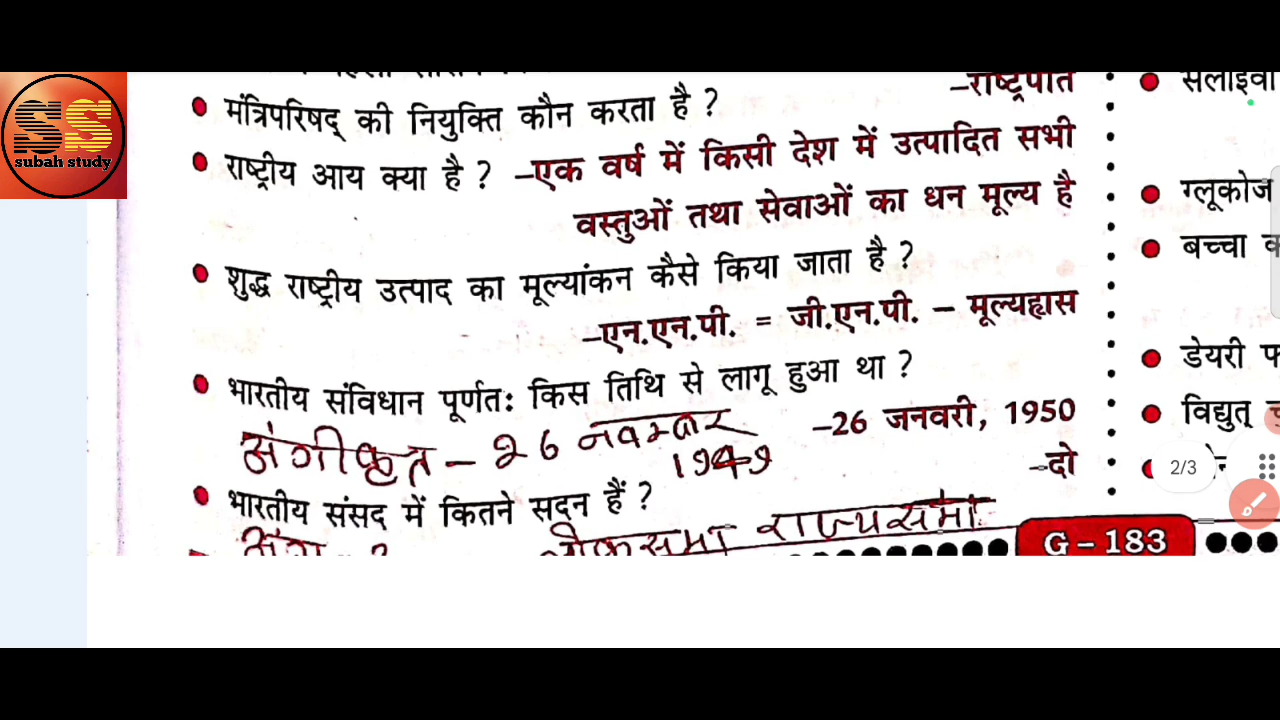 SS
subah study
मंत्रिपरिषद् की नियुक्ति कौन करता है ?
–राष्ट्रपति
राष्ट्रीय आय क्या है ? –एक वर्ष में किसी देश में उत्पादित सभी
वस्तुओं तथा सेवाओं का धन मूल्य है
शुद्ध राष्ट्रीय उत्पाद का मूल्यांकन कैसे किया जाता है ?
–एन.एन.पी. = जी.एन.पी. – मूल्यह्रास
भारतीय संविधान पूर्णतः किस तिथि से लागू हुआ था ?
–26 जनवरी, 1950
अंगीकृत – 26 नवम्बर
1949
भारतीय संसद में कितने सदन हैं ?
–दो
लोकसभा राज्यसभा
G – 183
ग्लूकोज
बच्चा
डेयरी
विद्युत्
2/3